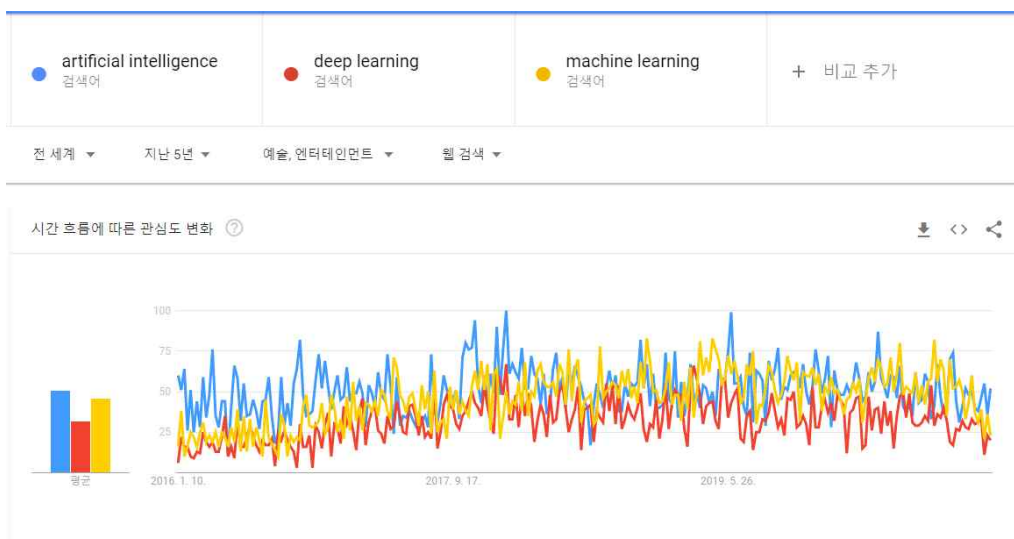 artificial intelligence
검색어
deep learning
검색어
machine learning
검색어
+ 비교 추가
전 세계
지난 5년
예술, 엔터테인먼트
웹 검색
시간 흐름에 따른 관심도 변화
100
75
50
25
평균
2016. 1. 10.
2017. 9. 17.
2019. 5. 26.